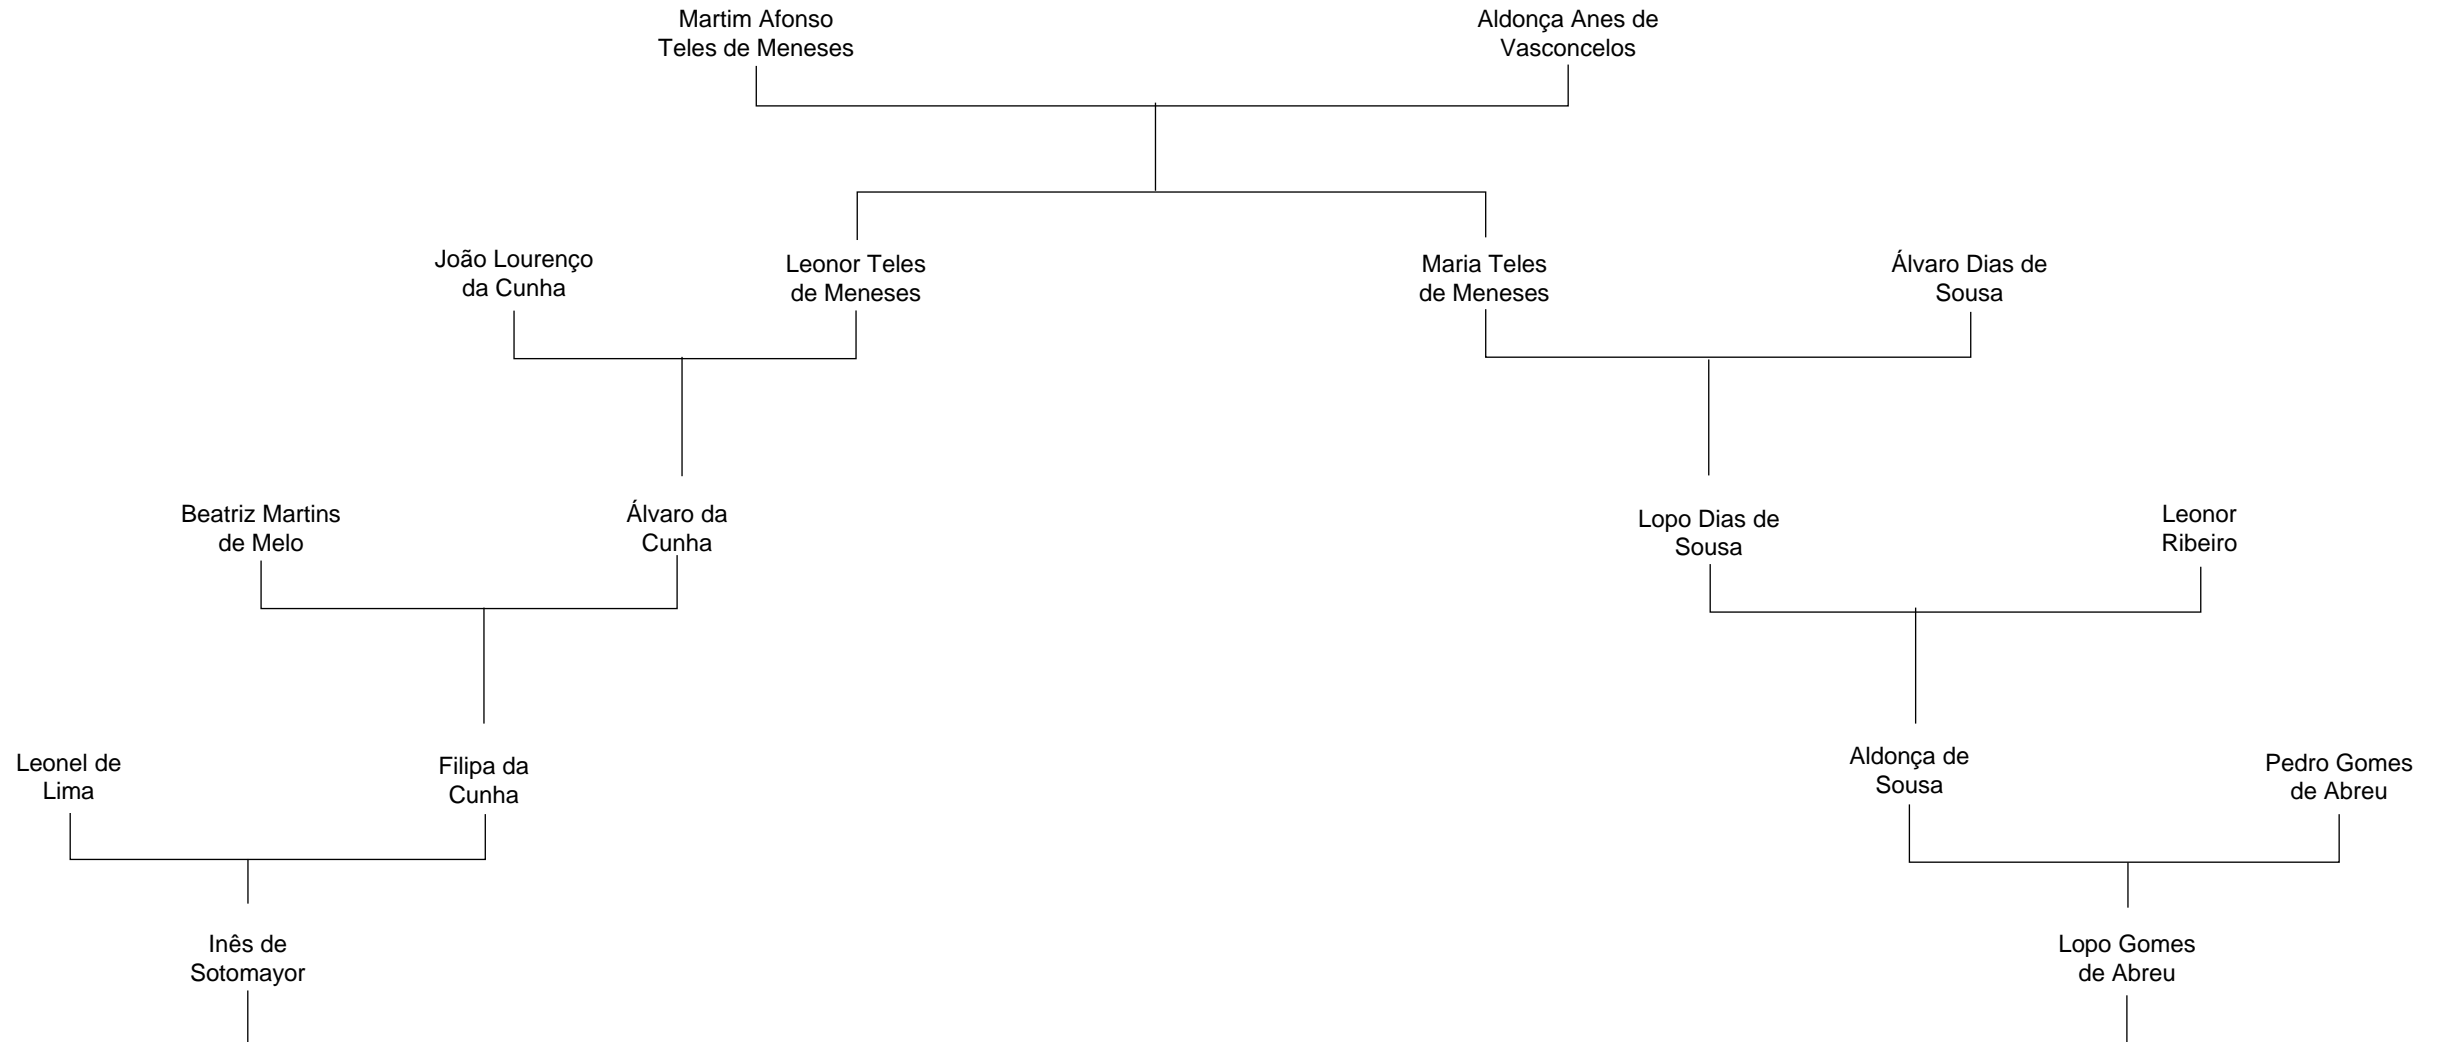 Martim Afonso
Teles de Meneses
Aldonça Anes de
Vasconcelos
João Lourenço
da Cunha
Leonor Teles
de Meneses
Maria Teles
de Meneses
Álvaro Dias de
Sousa
Beatriz Martins
de Melo
Álvaro da
Cunha
Lopo Dias de
Sousa
Leonor
Ribeiro
Leonel de
Lima
Filipa da
Cunha
Aldonça de
Sousa
Pedro Gomes
de Abreu
Inês de
Sotomayor
Lopo Gomes
de Abreu